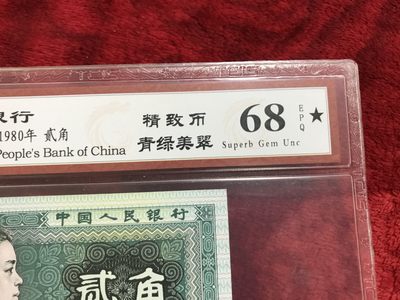 银行
1980年 贰角
People's Bank of China
精致币
青绿美翠
68 EPQ ★
Superb Gem Unc
中国人民银行
贰角